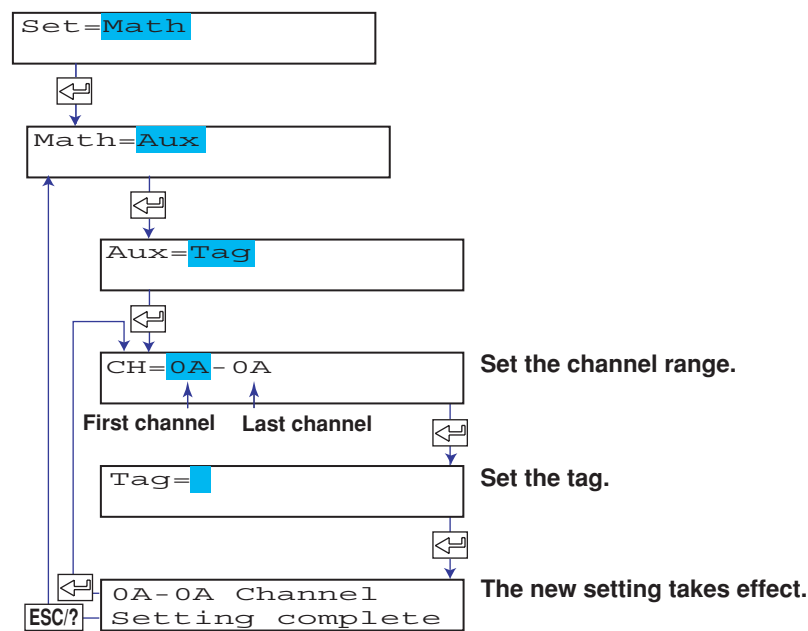 Set=Math
Math=Aux
Aux=Tag
CH=0A-0A
Set the channel range.
First channel Last channel
Tag=
Set the tag.
0A-0A Channel
Setting complete
The new setting takes effect.
ESC/?